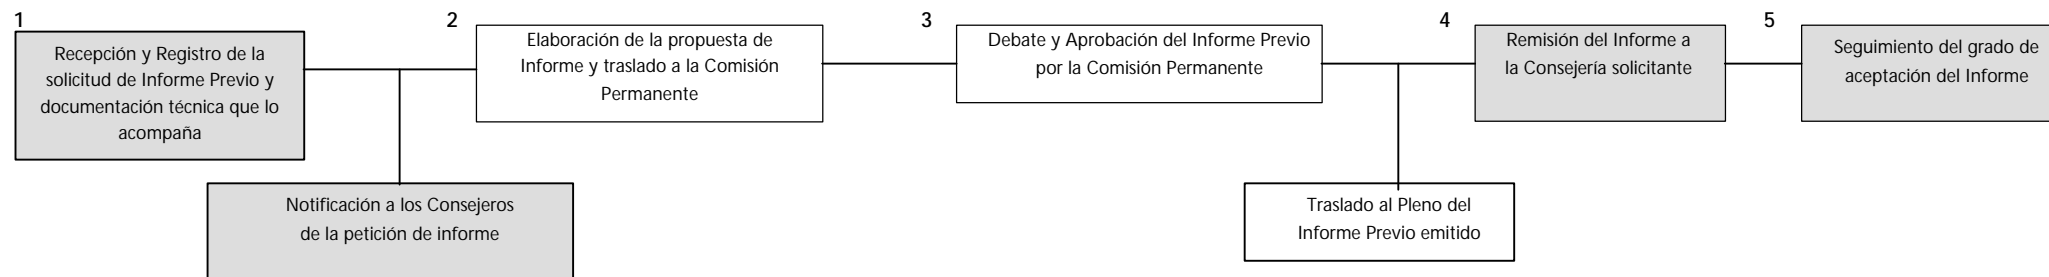 1
Recepción y Registro de la
solicitud de Informe Previo y
documentación técnica que lo
acompaña
2
Elaboración de la propuesta de
Informe y traslado a la Comisión
Permanente
3
Debate y Aprobación del Informe Previo
por la Comisión Permanente
4
Remisión del Informe a
la Consejería solicitante
5
Seguimiento del grado de
aceptación del Informe
Notificación a los Consejeros
de la petición de informe
Traslado al Pleno del
Informe Previo emitido